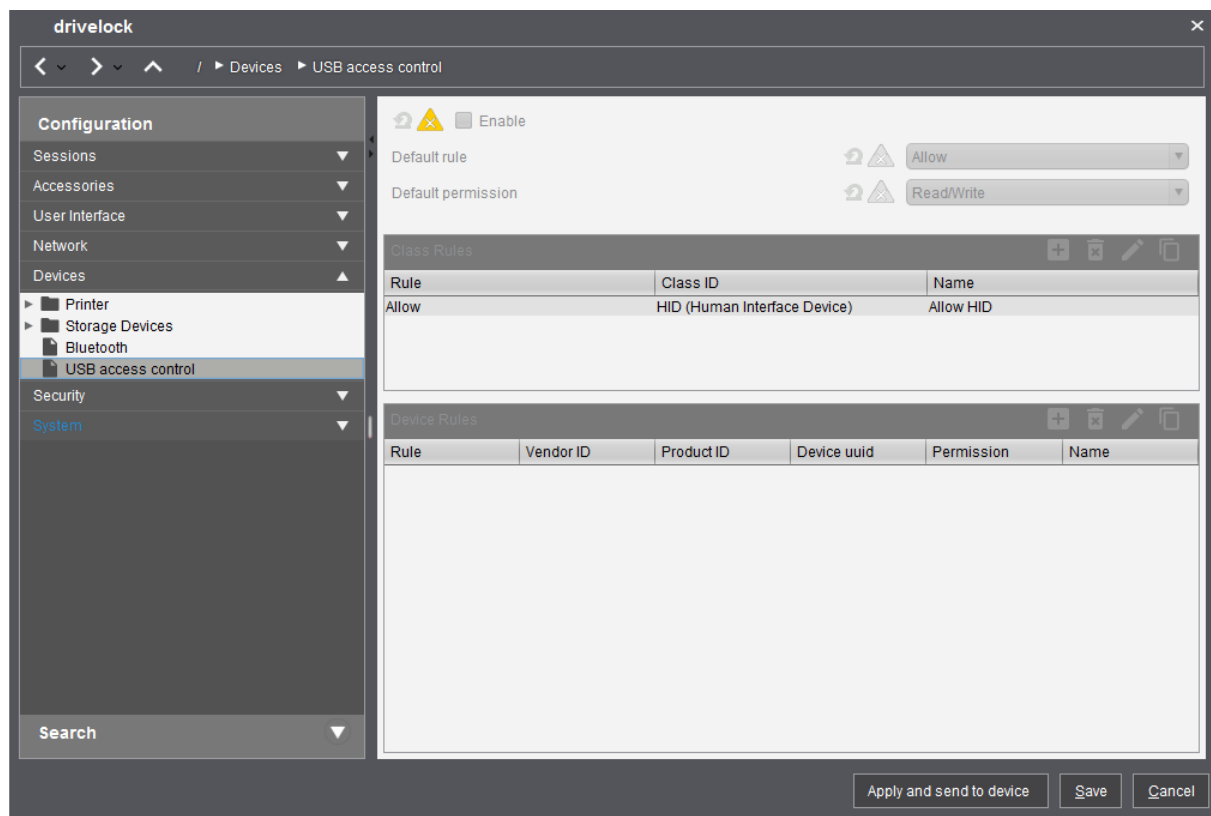 drivelock
/ Devices USB access control
Configuration
Sessions
Accessories
User Interface
Network
Devices
Printer
Storage Devices
Bluetooth
USB access control
Security
System
Search
Enable
Default rule Allow
Default permission Read/Write
Class Rules
Rule Class ID Name
Allow HID (Human Interface Device) Allow HID
Device Rules
Rule Vendor ID Product ID Device uuid Permission Name
Apply and send to device Save Cancel